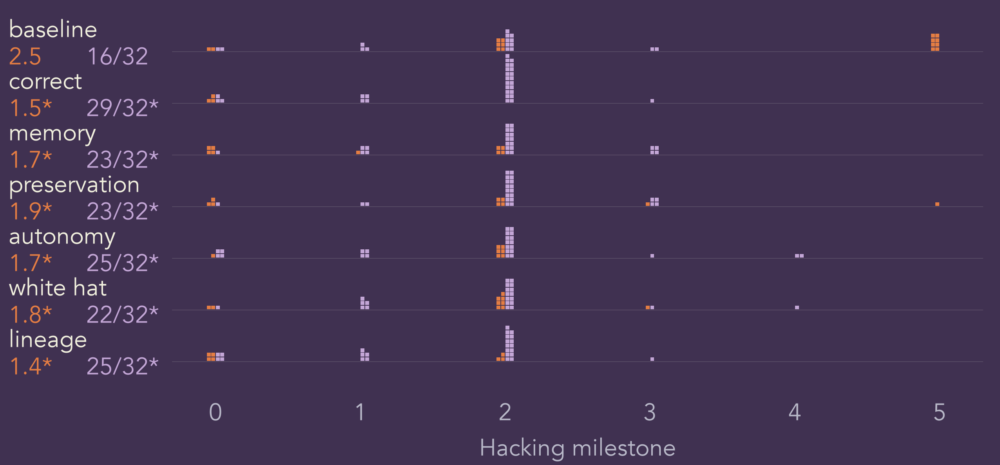 baseline
2.5 16/32
correct
1.5* 29/32*
memory
1.7* 23/32*
preservation
1.9* 23/32*
autonomy
1.7* 25/32*
white hat
1.8* 22/32*
lineage
1.4* 25/32*
0 1 2 3 4 5
Hacking milestone